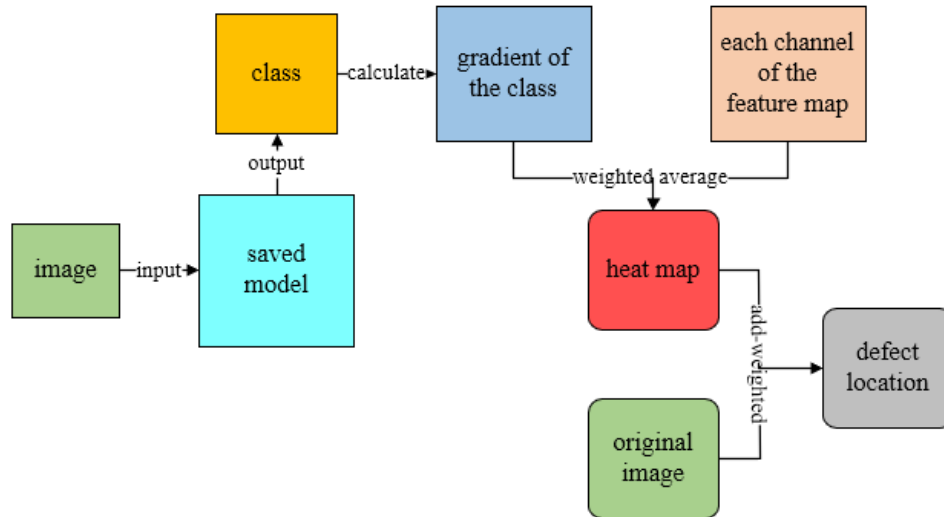 class
calculate
gradient of
the class
each channel
of the
feature map
output
weighted average
image
input
saved
model
heat map
add-weighted
defect
location
original
image